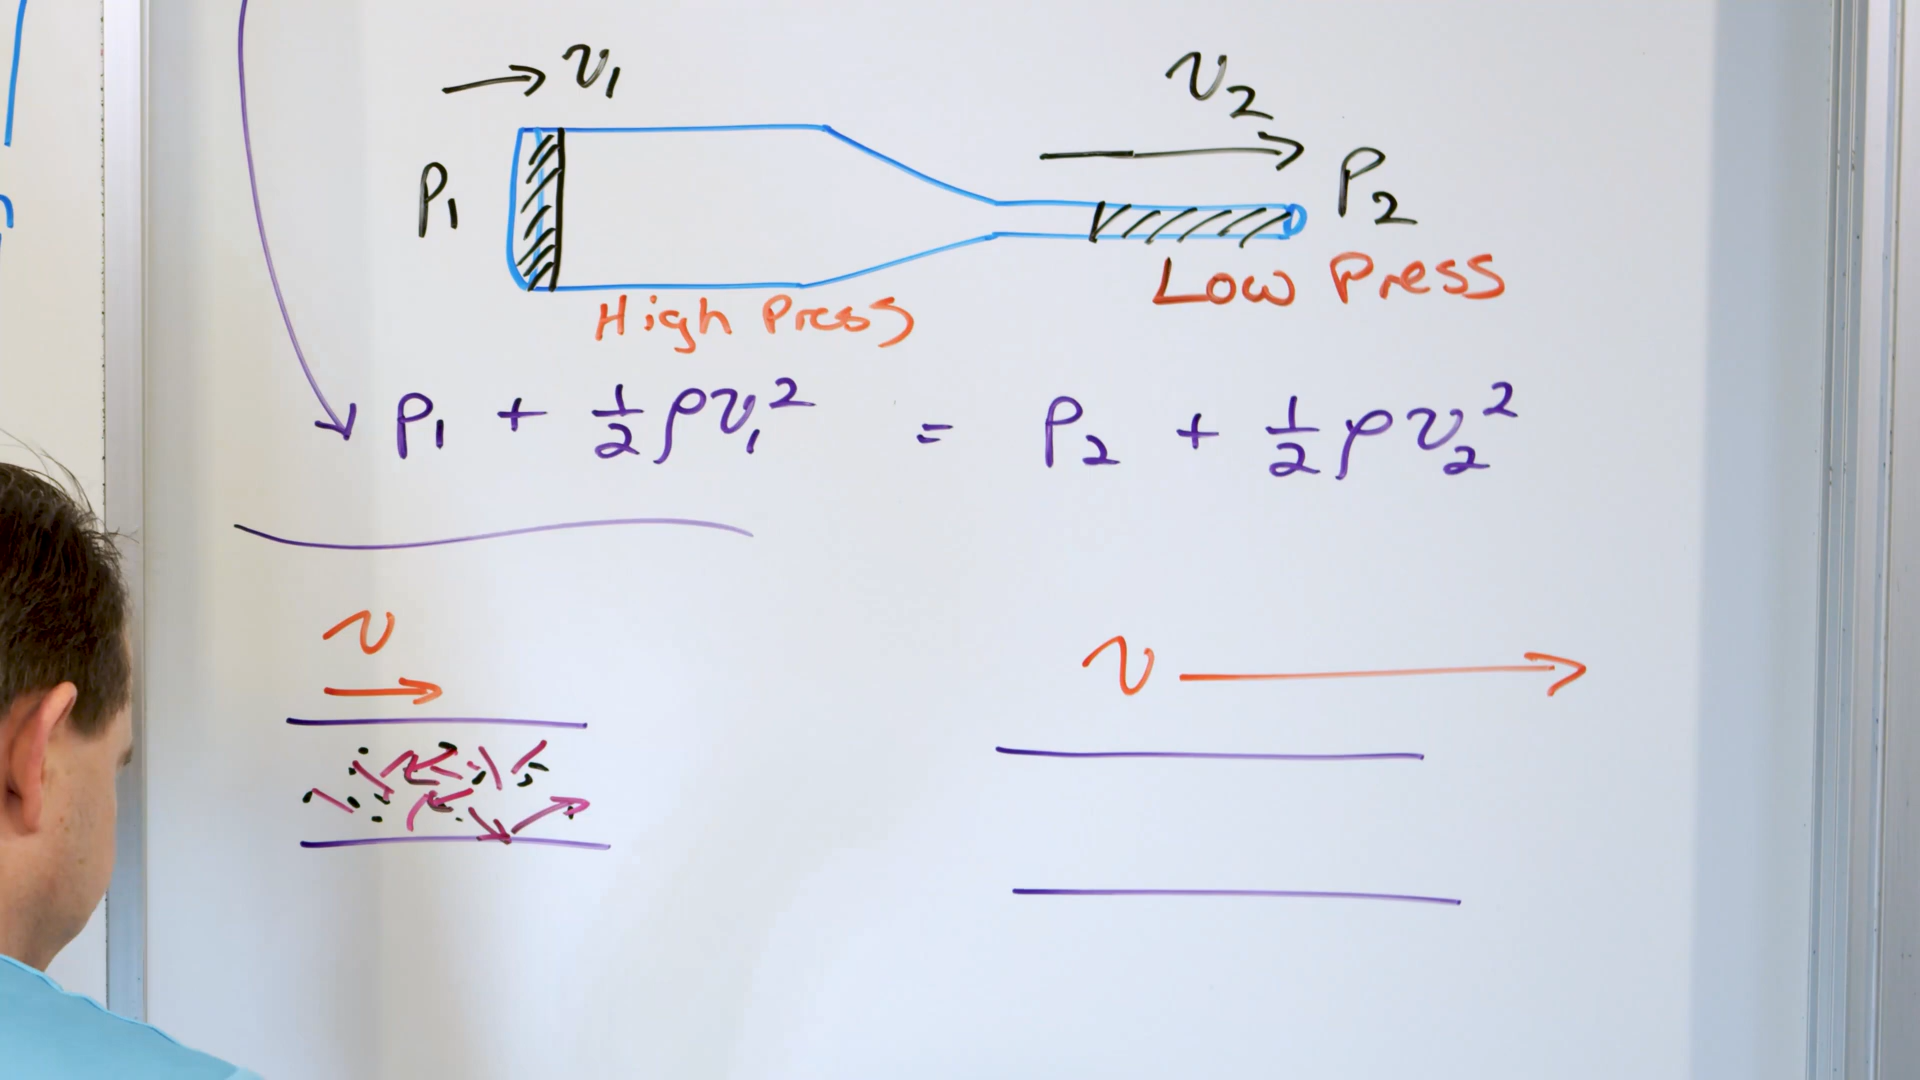 v₁
v₂
P₁
P₂
Low Press
High Press
P₁ + ½ρv₁² = P₂ + ½ρv₂²
v
v